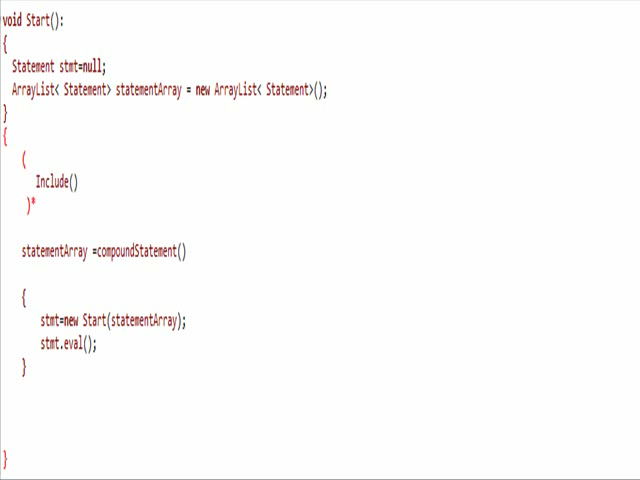 void Start():
{
Statement stmt=null;
ArrayList< Statement> statementArray = new ArrayList< Statement>();
}
{
(
Include()
)*
statementArray =compoundStatement()
{
stmt=new Start(statementArray);
stmt.eval();
}
}